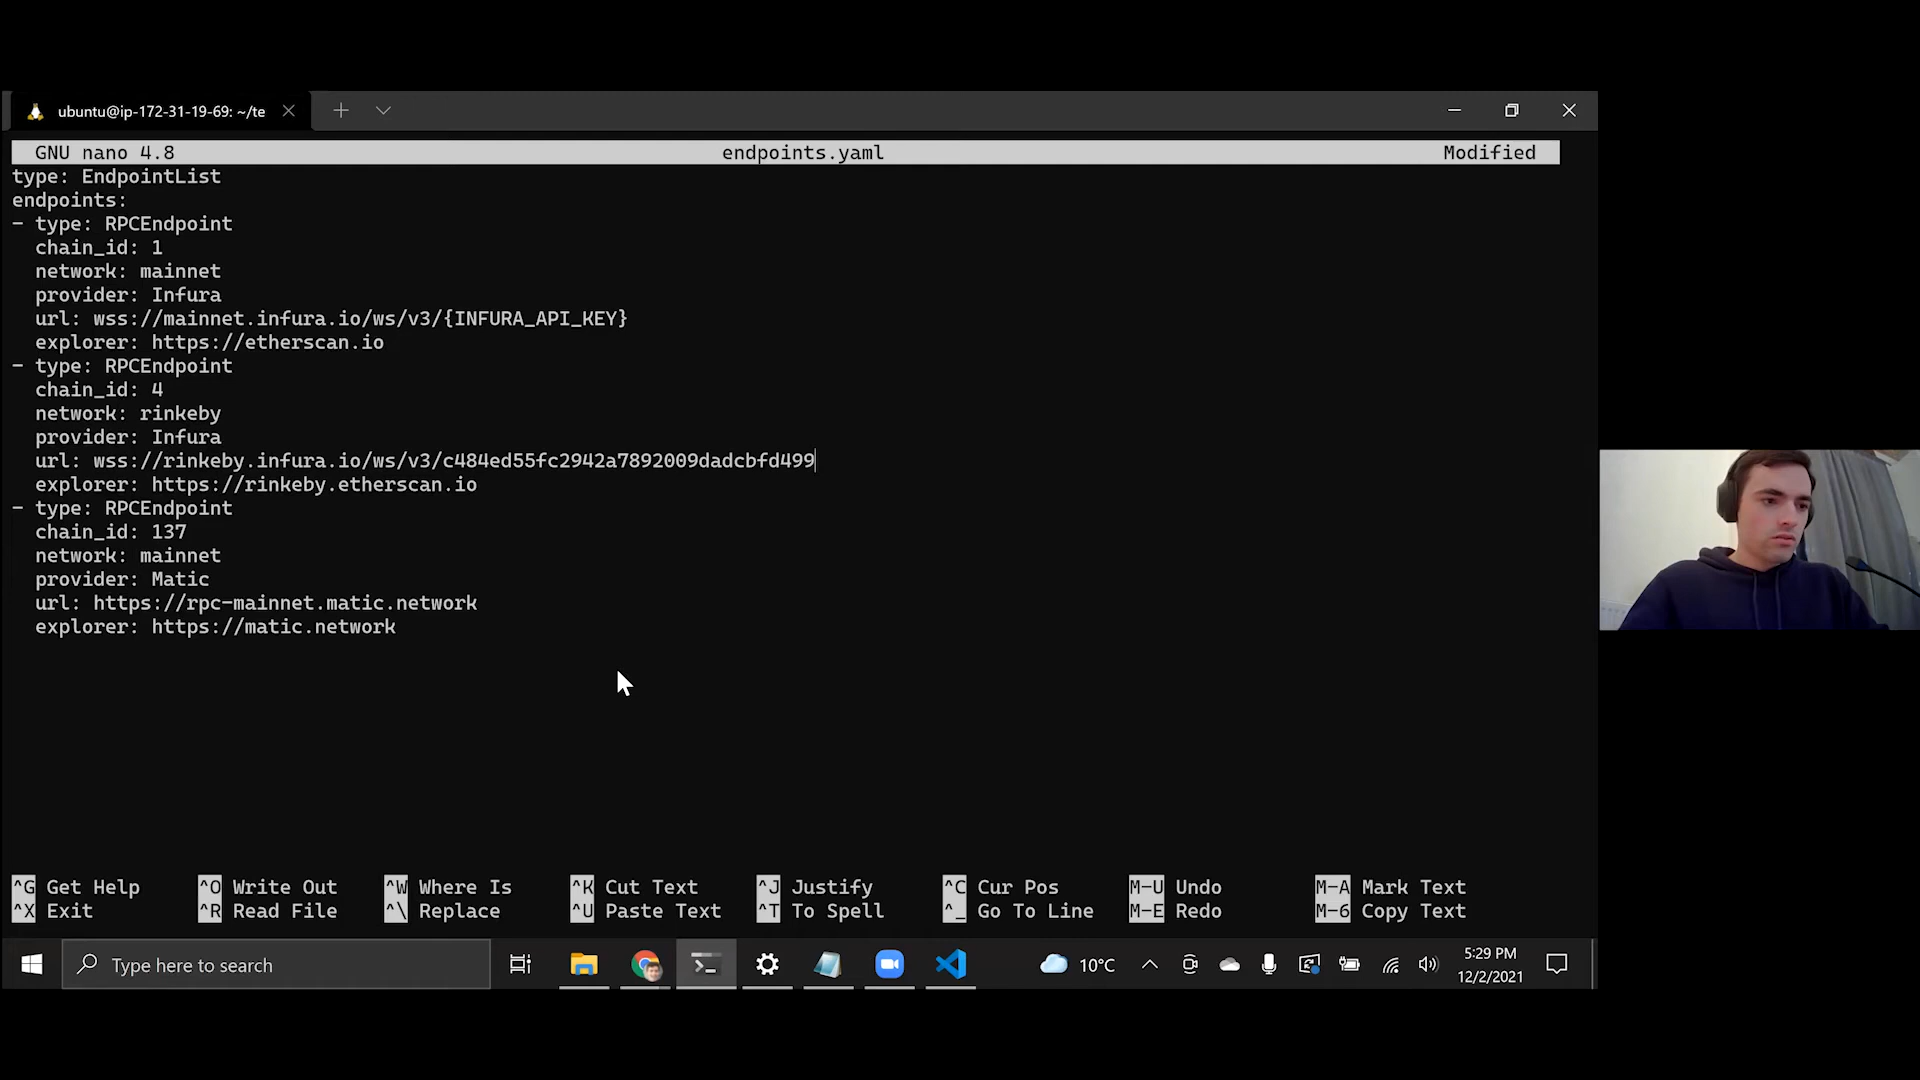 ubuntu@ip-172-31-19-69: ~/te
GNU nano 4.8 endpoints.yaml Modified
type: EndpointList
endpoints:
- type: RPCEndpoint
chain_id: 1
network: mainnet
provider: Infura
url: wss://mainnet.infura.io/ws/v3/{INFURA_API_KEY}
explorer: https://etherscan.io
- type: RPCEndpoint
chain_id: 4
network: rinkeby
provider: Infura
url: wss://rinkeby.infura.io/ws/v3/c484ed55fc2942a7892009dadcbfd499
explorer: https://rinkeby.etherscan.io
- type: RPCEndpoint
chain_id: 137
network: mainnet
provider: Matic
url: https://rpc-mainnet.matic.network
explorer: https://matic.network
^G Get Help ^O Write Out ^W Where Is ^K Cut Text ^J Justify ^C Cur Pos M-U Undo M-A Mark Text
^X Exit ^R Read File ^\ Replace ^U Paste Text ^T To Spell ^_ Go To Line M-E Redo M-6 Copy Text
Type here to search 10°C 5:29 PM
12/2/2021